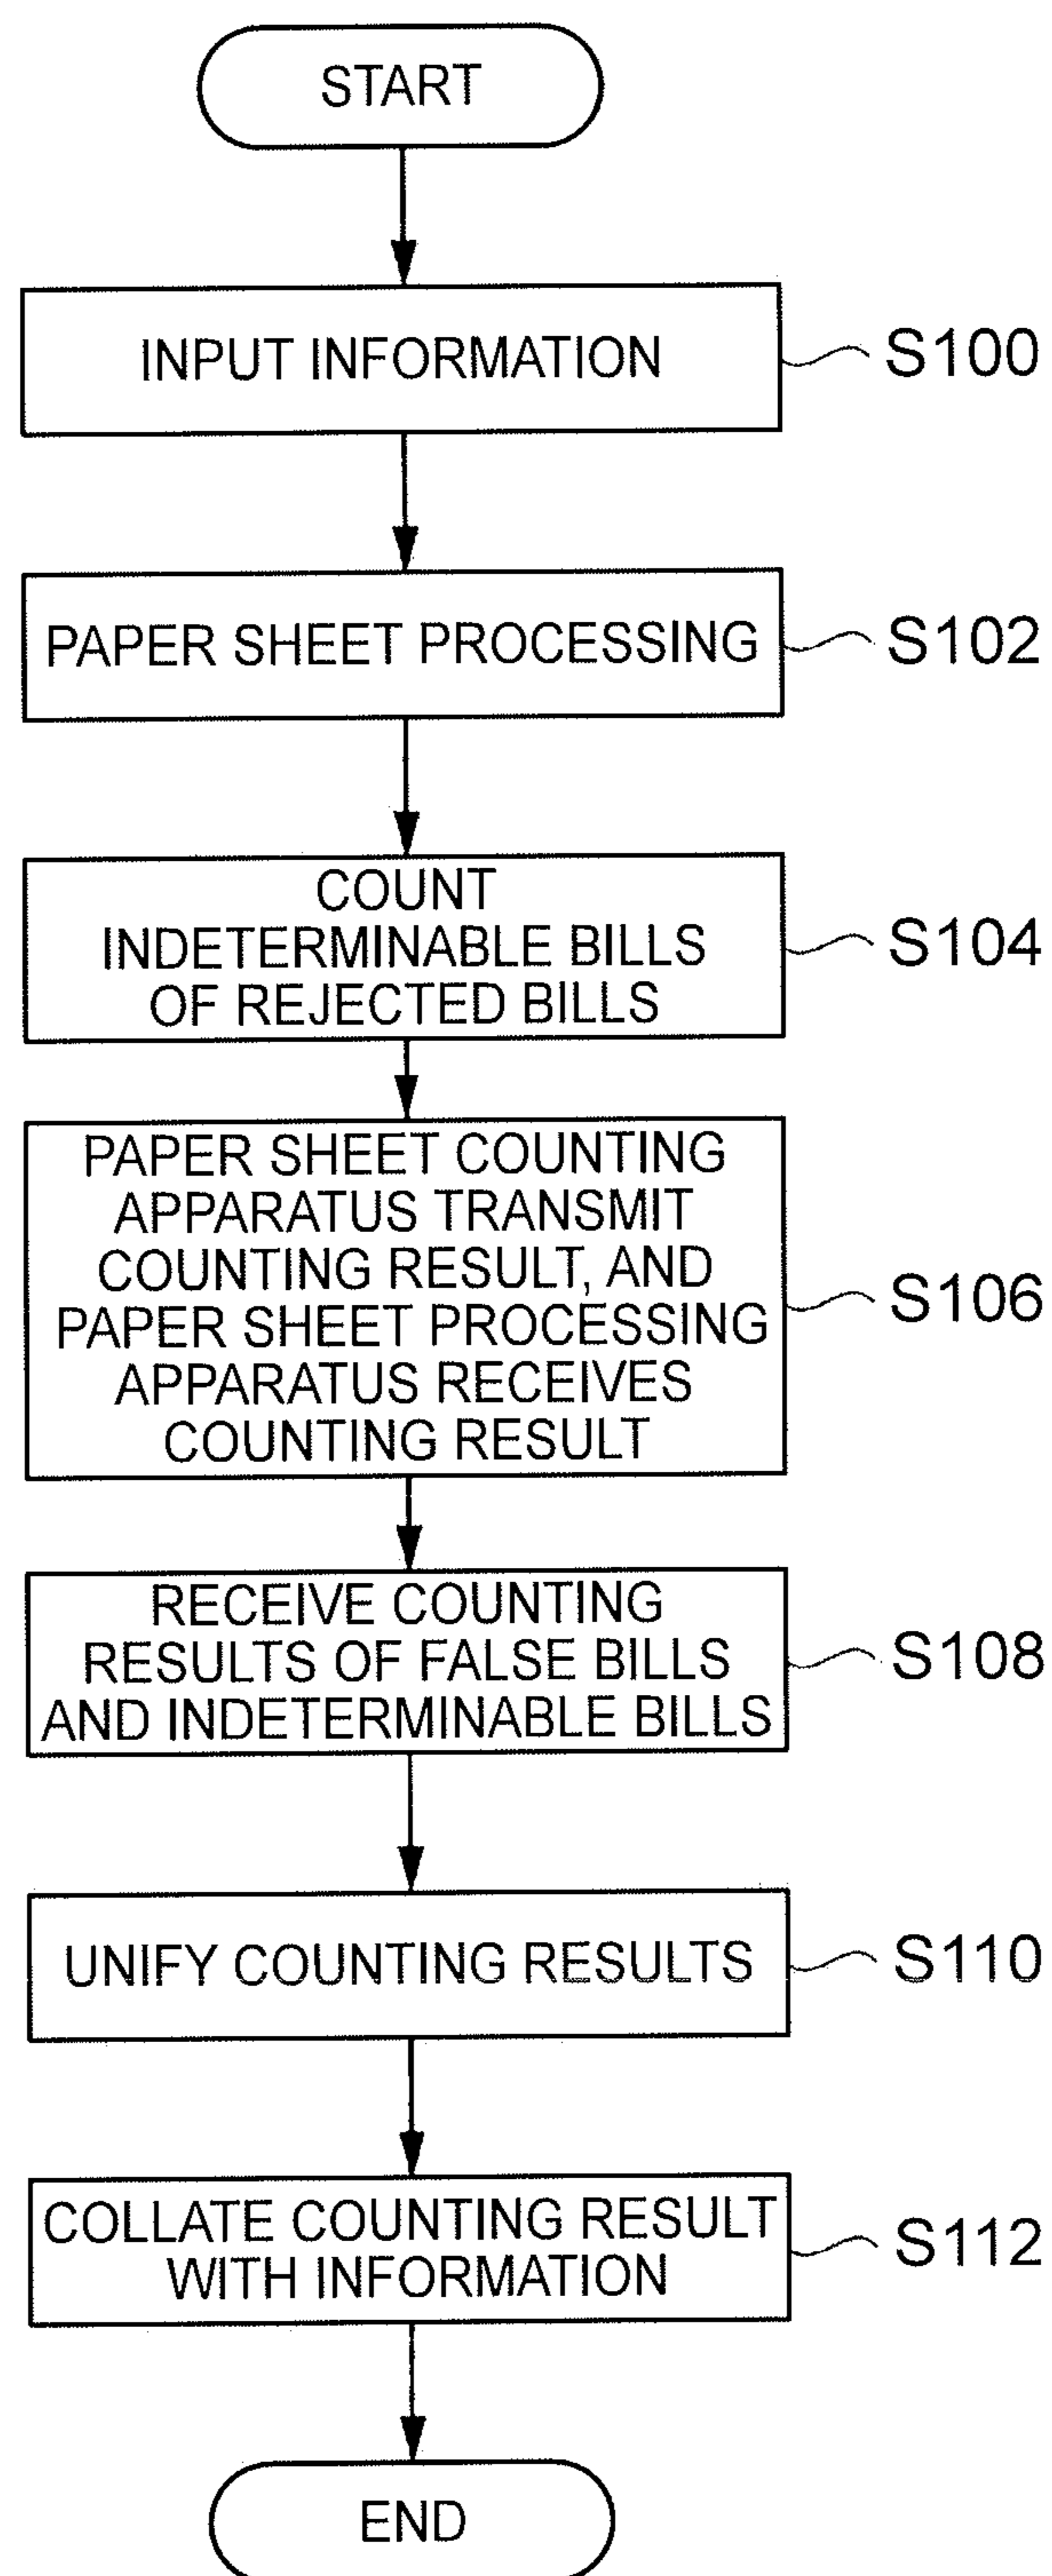 START
INPUT INFORMATION
S100
PAPER SHEET PROCESSING
S102
COUNT
INDETERMINABLE BILLS
OF REJECTED BILLS
S104
PAPER SHEET COUNTING
APPARATUS TRANSMIT
COUNTING RESULT, AND
PAPER SHEET PROCESSING
APPARATUS RECEIVES
COUNTING RESULT
S106
RECEIVE COUNTING
RESULTS OF FALSE BILLS
AND INDETERMINABLE BILLS
S108
UNIFY COUNTING RESULTS
S110
COLLATE COUNTING RESULT
WITH INFORMATION
S112
END